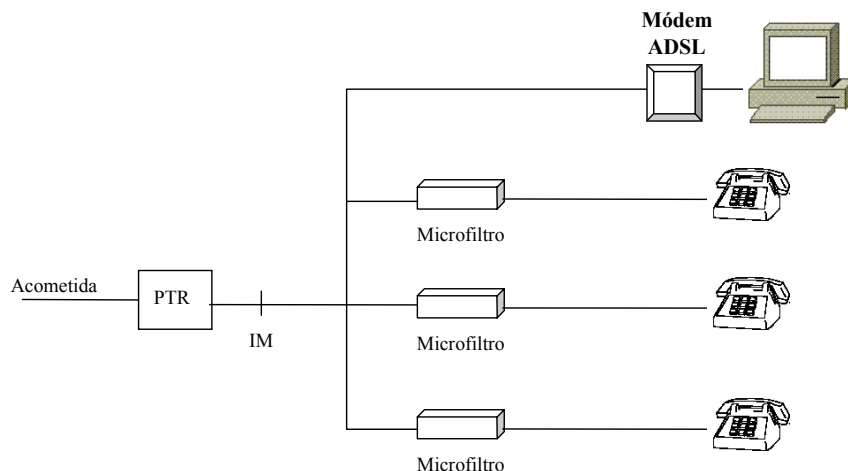 Módem
ADSL
Microfiltro
Acometida
PTR
IM
Microfiltro
Microfiltro